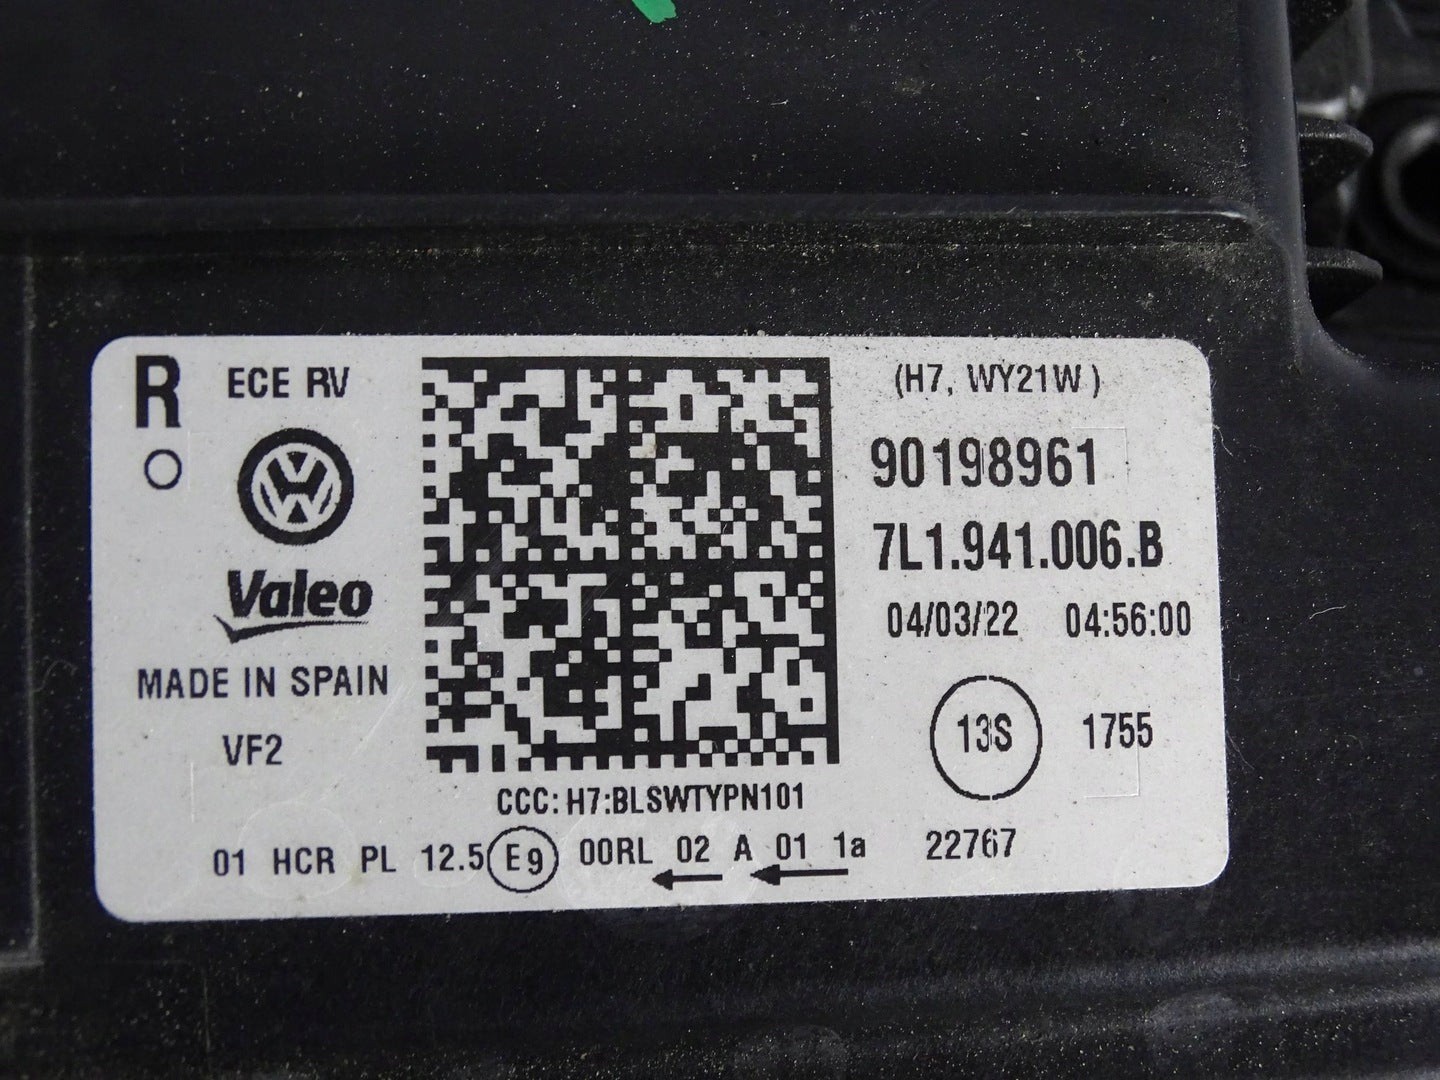 R ECE RV
(H7, WY21W )
90198961
7L1.941.006.B
Valeo
04/03/22 04:56:00
MADE IN SPAIN
VF2
13S 1755
CCC: H7:BLSWTYPN101
01 HCR PL 12.5 E9 00RL 02 A 01 1a 22767